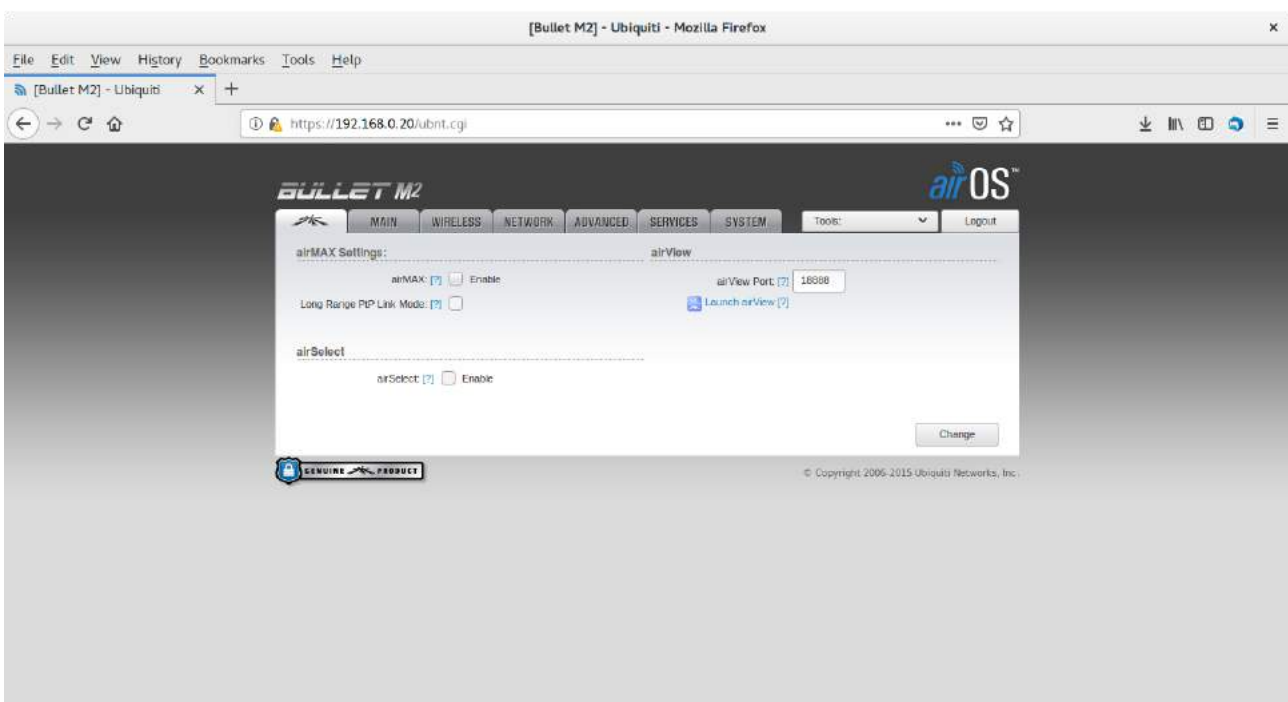 [Bullet M2] - Ubiquiti - Mozilla Firefox
File Edit View History Bookmarks Tools Help
[Bullet M2] - Ubiquiti
https://192.168.0.20/ubnt.cgi
BULLET M2
airOS™
MAIN WIRELESS NETWORK ADVANCED SERVICES SYSTEM Tools: Logout
airMAX Settings: airView
airMAX: [?] Enable airView Port: [?] 18888
Long Range PtP Link Mode: [?] Launch airView [?]
airSelect
airSelect: [?] Enable
Change
GENUINE PRODUCT
© Copyright 2006-2015 Ubiquiti Networks, Inc.